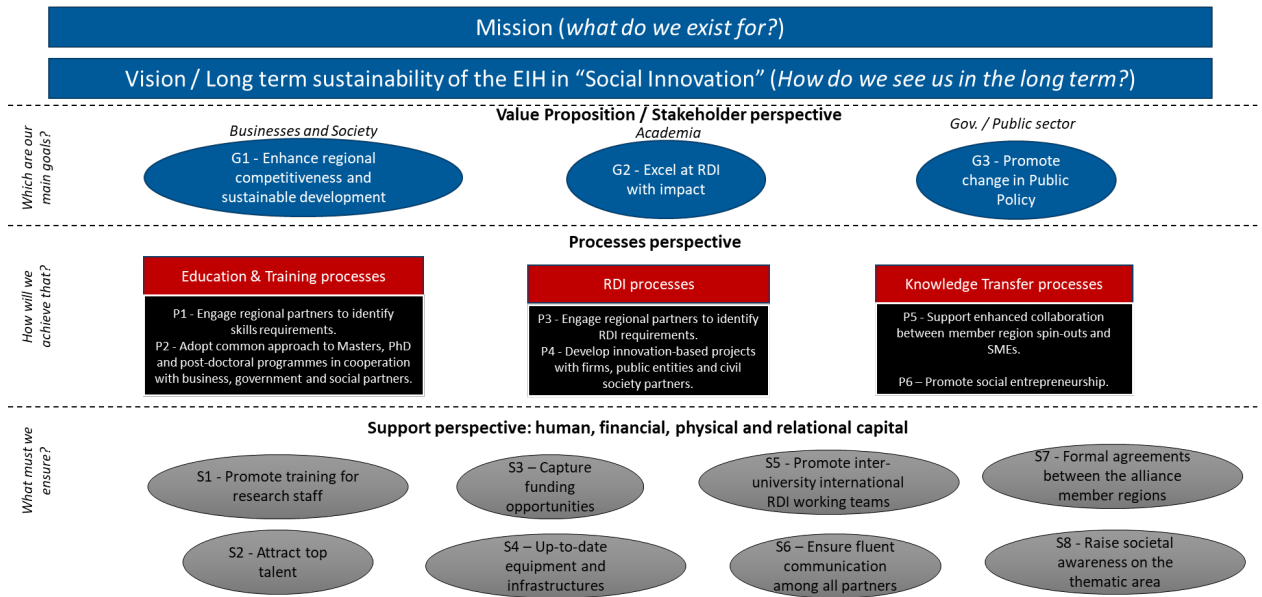 Mission (what do we exist for?)
Vision / Long term sustainability of the EIH in “Social Innovation” (How do we see us in the long term?)
Which are our
main goals?
Value Proposition / Stakeholder perspective
Businesses and Society
Academia
Gov. / Public sector
G1 - Enhance regional
competitiveness and
sustainable development
G2 - Excel at RDI
with impact
G3 - Promote
change in Public
Policy
How will we
achieve that?
Processes perspective
Education & Training processes
P1 - Engage regional partners to identify
skills requirements.
P2 - Adopt common approach to Masters, PhD
and post-doctoral programmes in cooperation
with business, government and social partners.
RDI processes
P3 - Engage regional partners to identify
RDI requirements.
P4 - Develop innovation-based projects
with firms, public entities and civil
society partners.
Knowledge Transfer processes
P5 - Support enhanced collaboration
between member region spin-outs and
SMEs.
P6 – Promote social entrepreneurship.
What must we
ensure?
Support perspective: human, financial, physical and relational capital
S1 – Promote training for
research staff
S3 – Capture
funding
opportunities
S5 - Promote inter-
university international
RDI working teams
S7 - Formal agreements
between the alliance
member regions
S2 - Attract top
talent
S4 – Up-to-date
equipment and
infrastructures
S6 – Ensure fluent
communication
among all partners
S8 - Raise societal
awareness on the
thematic area